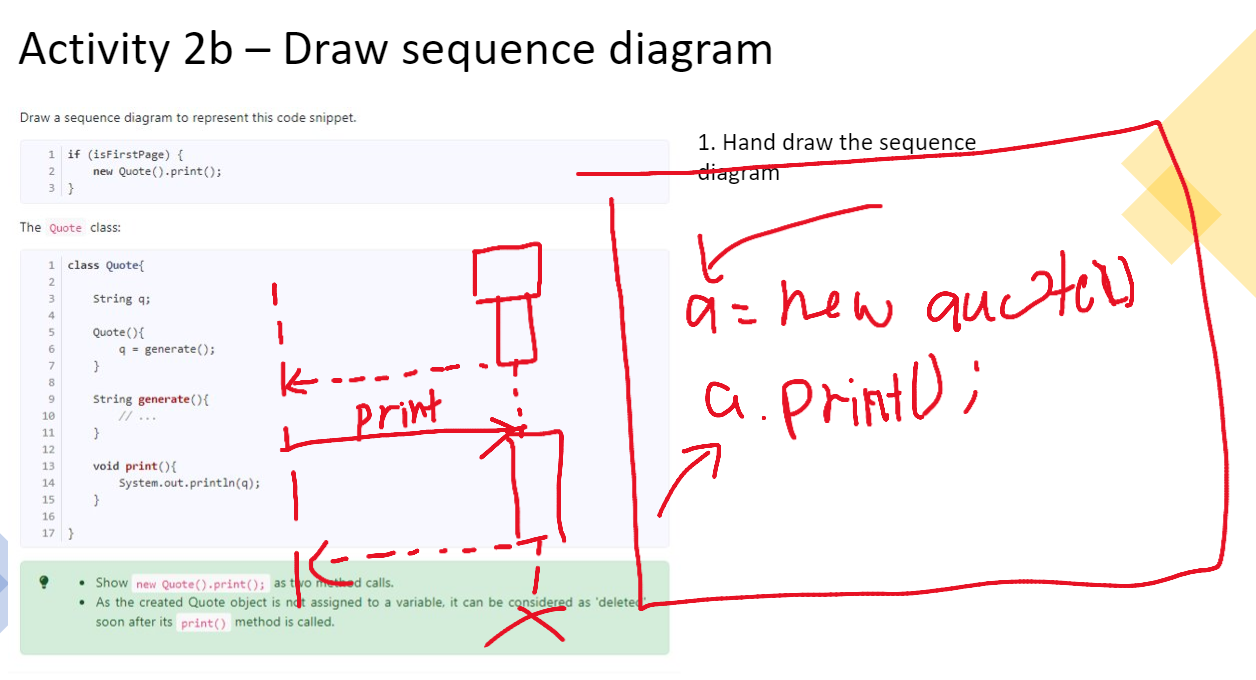 Activity 2b – Draw sequence diagram
Draw a sequence diagram to represent this code snippet.
1 if (isFirstPage) {
2 new Quote().print();
3 }
The Quote class:
1 class Quote{
2
3 String q;
4
5 Quote(){
6 q = generate();
7 }
8
9 String generate(){
10 // ...
11 }
12
13 void print(){
14 System.out.println(q);
15 }
16
17 }
Show new Quote().print(); as two method calls.
As the created Quote object is not assigned to a variable, it can be considered as 'deleted'
soon after its print() method is called.
print
1. Hand draw the sequence
diagram
a = new
a.print();